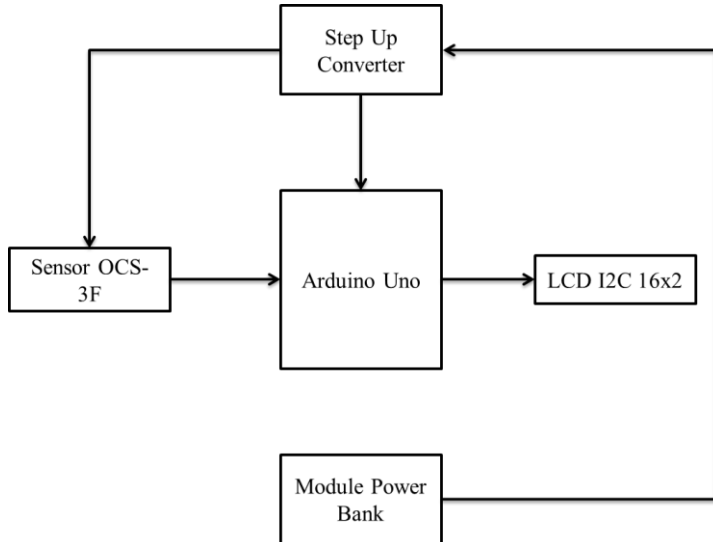 Step Up
Converter
Sensor OCS-
3F
Arduino Uno
LCD I2C 16x2
Module Power
Bank